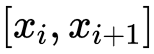 [x_i, x_{i+1}]